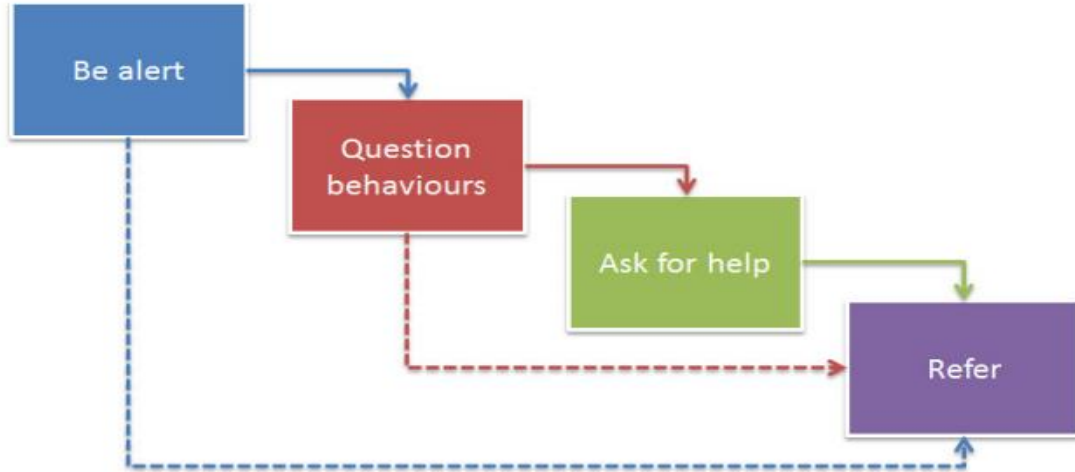 Be alert
Question
behaviours
Ask for help
Refer